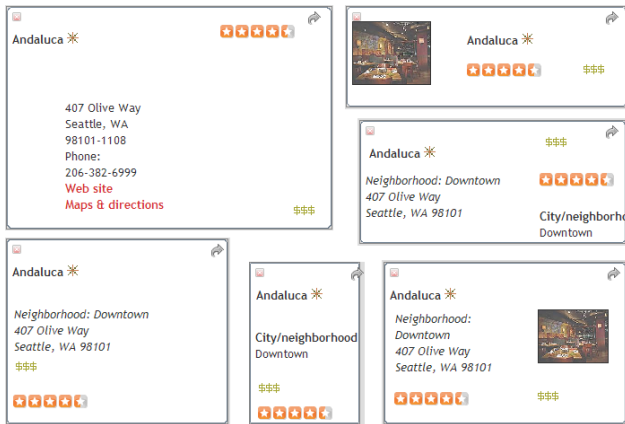 Andaluca
407 Olive Way
Seattle, WA
98101-1108
Phone:
206-382-6999
Web site
Maps & directions
$$$
Andaluca
$$$
$$$
Andaluca
Neighborhood: Downtown
407 Olive Way
Seattle, WA 98101
City/neighborho
Downtown
Andaluca
Neighborhood: Downtown
407 Olive Way
Seattle, WA 98101
$$$
Andaluca
City/neighborhood
Downtown
$$$
Andaluca
Neighborhood:
Downtown
407 Olive Way
Seattle, WA 98101
$$$